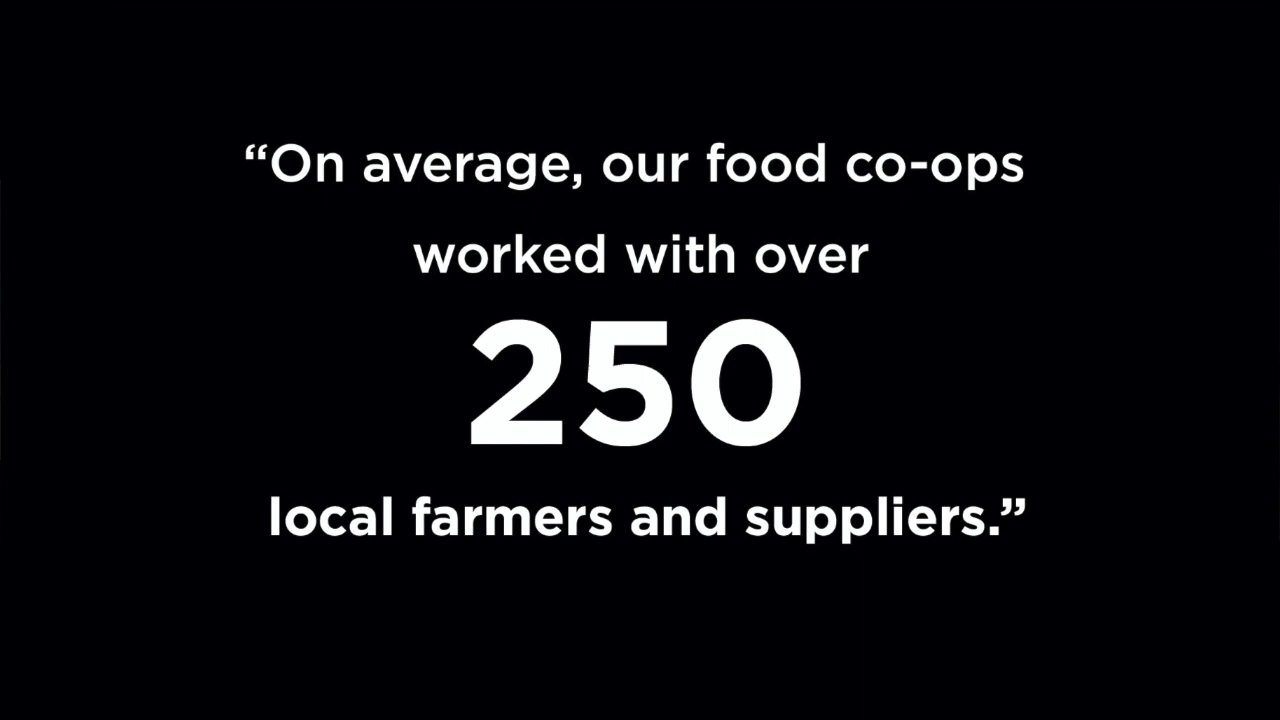 “On average, our food co-ops
worked with over
250
local farmers and suppliers.”